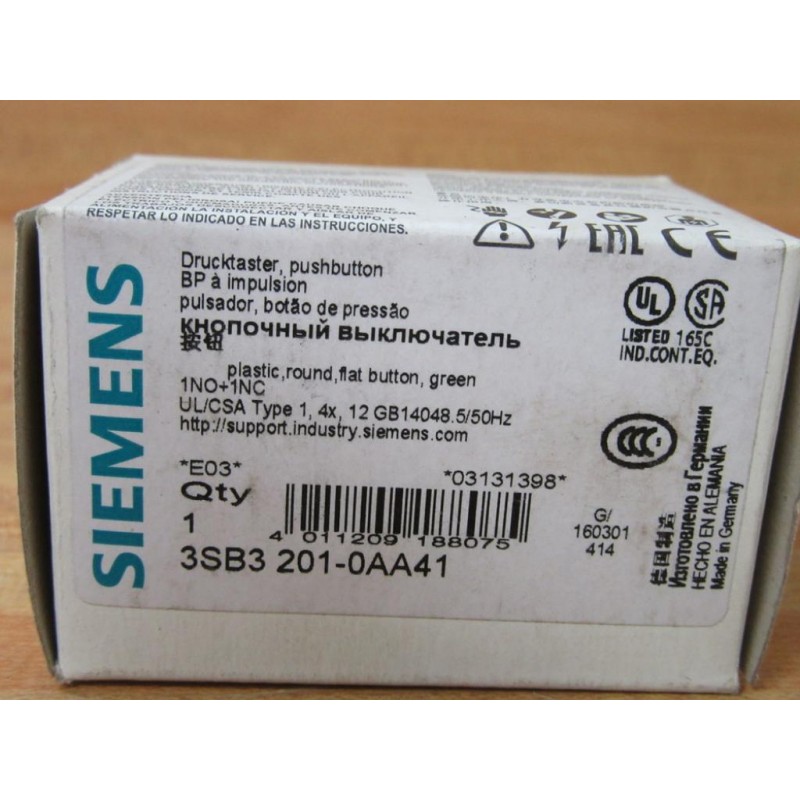 RESPETAR LO INDICADO EN LAS INSTRUCCIONES.
EAC CE
SIEMENS
Drucktaster, pushbutton
BP à impulsion
pulsador, botão de pressão
кнопочный выключатель
按钮
plastic,round,flat button, green
1NO+1NC
UL/CSA Type 1, 4x, 12 GB14048.5/50Hz
http://support.industry.siemens.com
UL SA
LISTED 165C
IND.CONT.EQ.
CCC
*E03*
*03131398*
Qty
1
4 011209 188075
3SB3 201-0AA41
G/
160301
414
德国制造
Изготовлено в Германии
HECHO EN ALEMANIA
Made in Germany